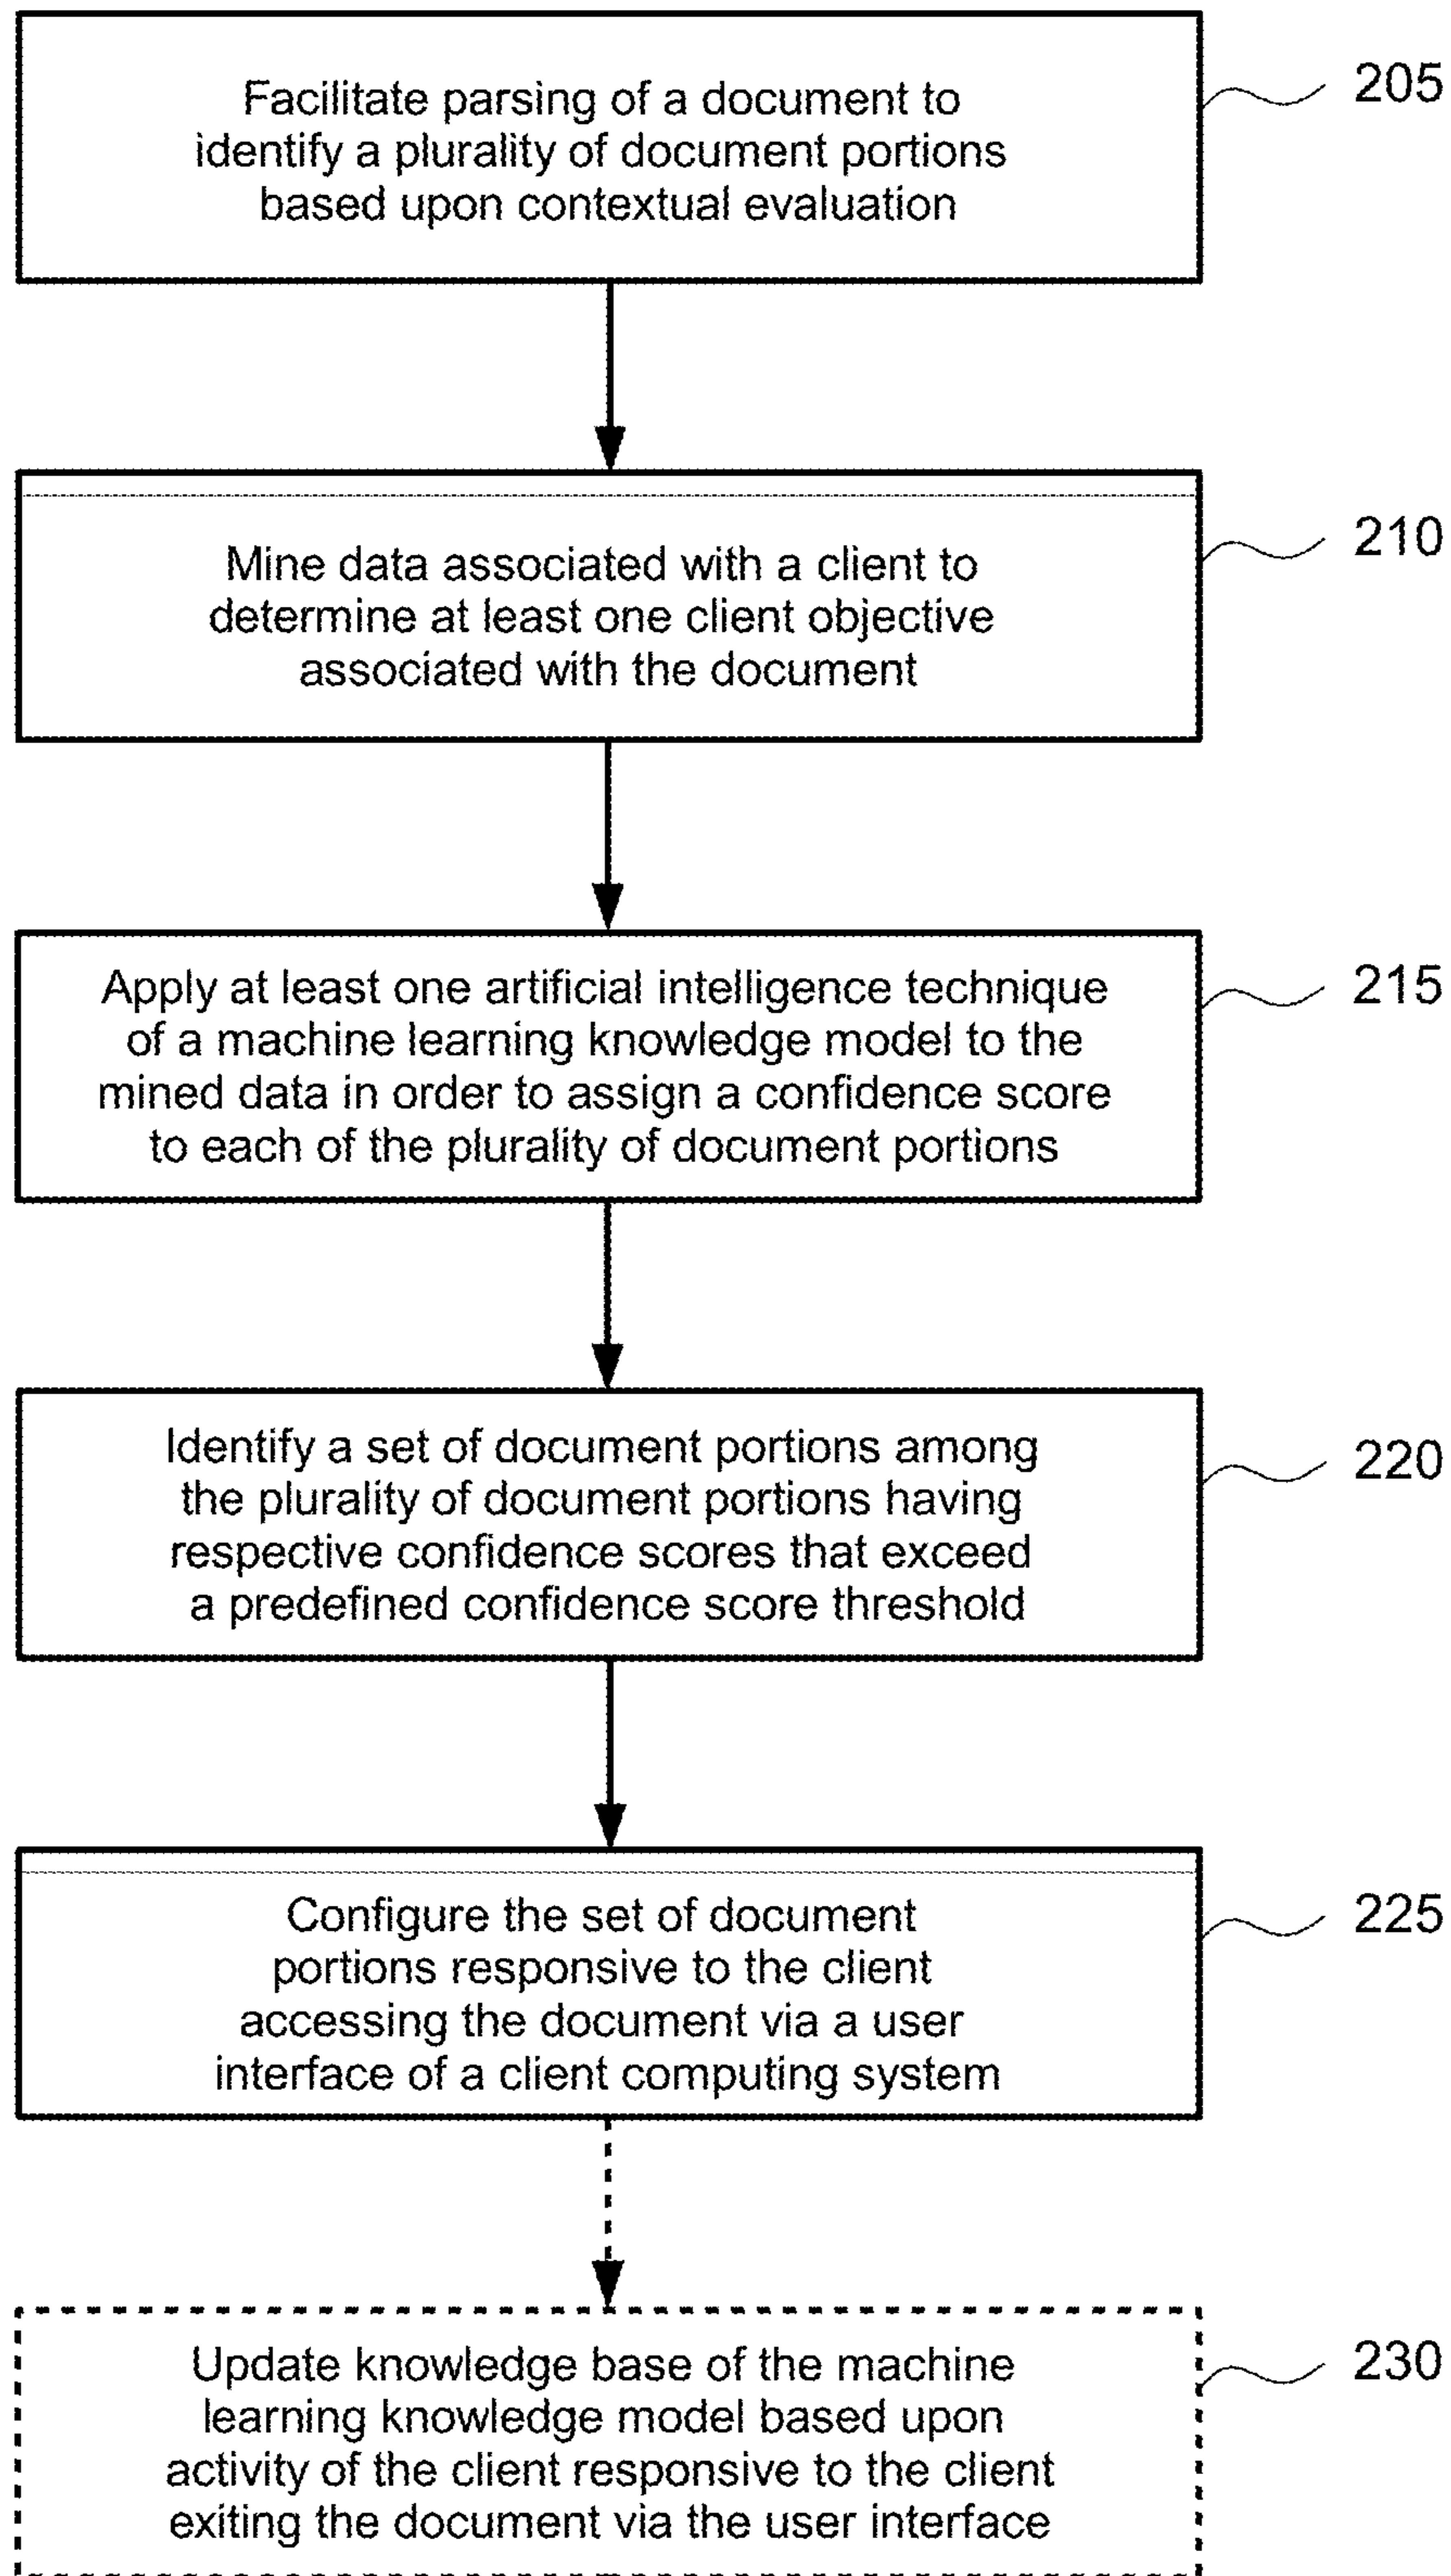 Facilitate parsing of a document to
identify a plurality of document portions
based upon contextual evaluation
205
Mine data associated with a client to
determine at least one client objective
associated with the document
210
Apply at least one artificial intelligence technique
of a machine learning knowledge model to the
mined data in order to assign a confidence score
to each of the plurality of document portions
215
Identify a set of document portions among
the plurality of document portions having
respective confidence scores that exceed
a predefined confidence score threshold
220
Configure the set of document
portions responsive to the client
accessing the document via a user
interface of a client computing system
225
Update knowledge base of the machine
learning knowledge model based upon
activity of the client responsive to the client
exiting the document via the user interface
230